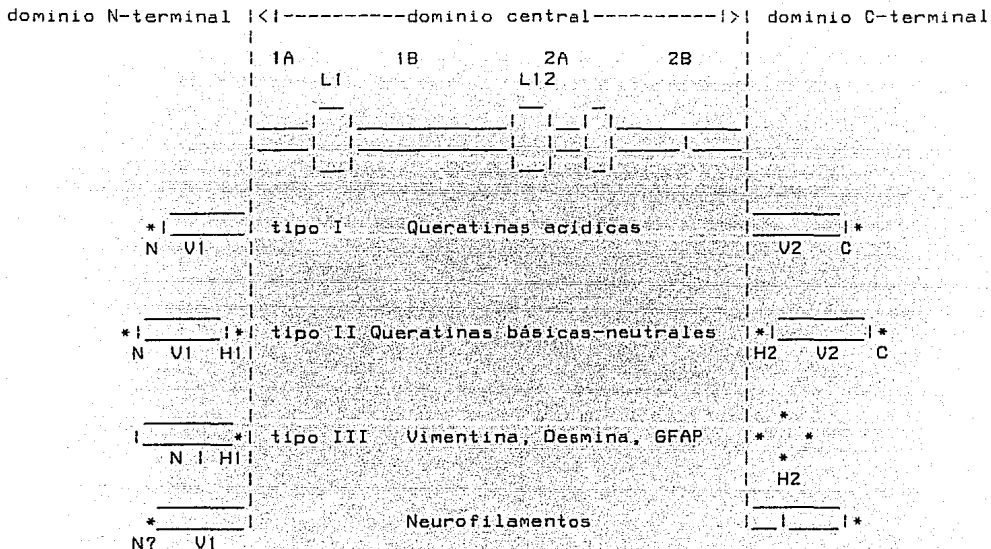 dominio N-terminal |<|----------dominio central----------|>| dominio C-terminal
1A 1B 2A 2B
L1 L12
* tipo I Queratinas acídicas *
N V1 V2 C
* * tipo II Queratinas básicas-neutrales * *
N V1 H1 H2 V2 C
*
* tipo III Vimentina, Desmina, GFAP * *
*
N H1 H2
* Neurofilamentos *
N? V1